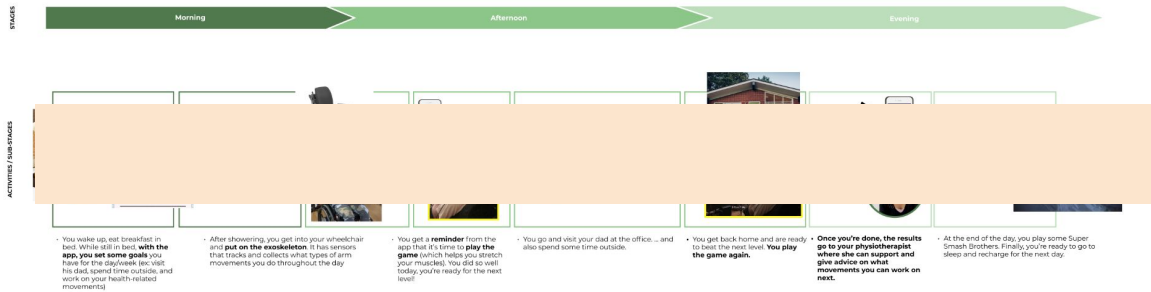 STAGES
Morning
Afternoon
Evening
ACTIVITIES / SUB-STAGES
• You wake up, eat breakfast in
bed. While still in bed, with the
app, you set some goals you
have for the day/week (ex: visit
his dad, spend time outside, and
work on your health-related
movements)
• After showering, you get into your wheelchair
and put on the exoskeleton. It has sensors
that tracks and collects what types of arm
movements you do throughout the day
• You get a reminder from the
app that it's time to play the
game (which helps you stretch
your muscles). You did so well
today, you're ready for the next
level!
• You go and visit your dad at the office. ... and
also spend some time outside.
• You get back home and are ready
to beat the next level. You play
the game again.
• Once you're done, the results
go to your physiotherapist
where she can support and
give advice on what
movements you can work on
next.
• At the end of the day, you play some Super
Smash Brothers. Finally, you're ready to go to
sleep and recharge for the next day.